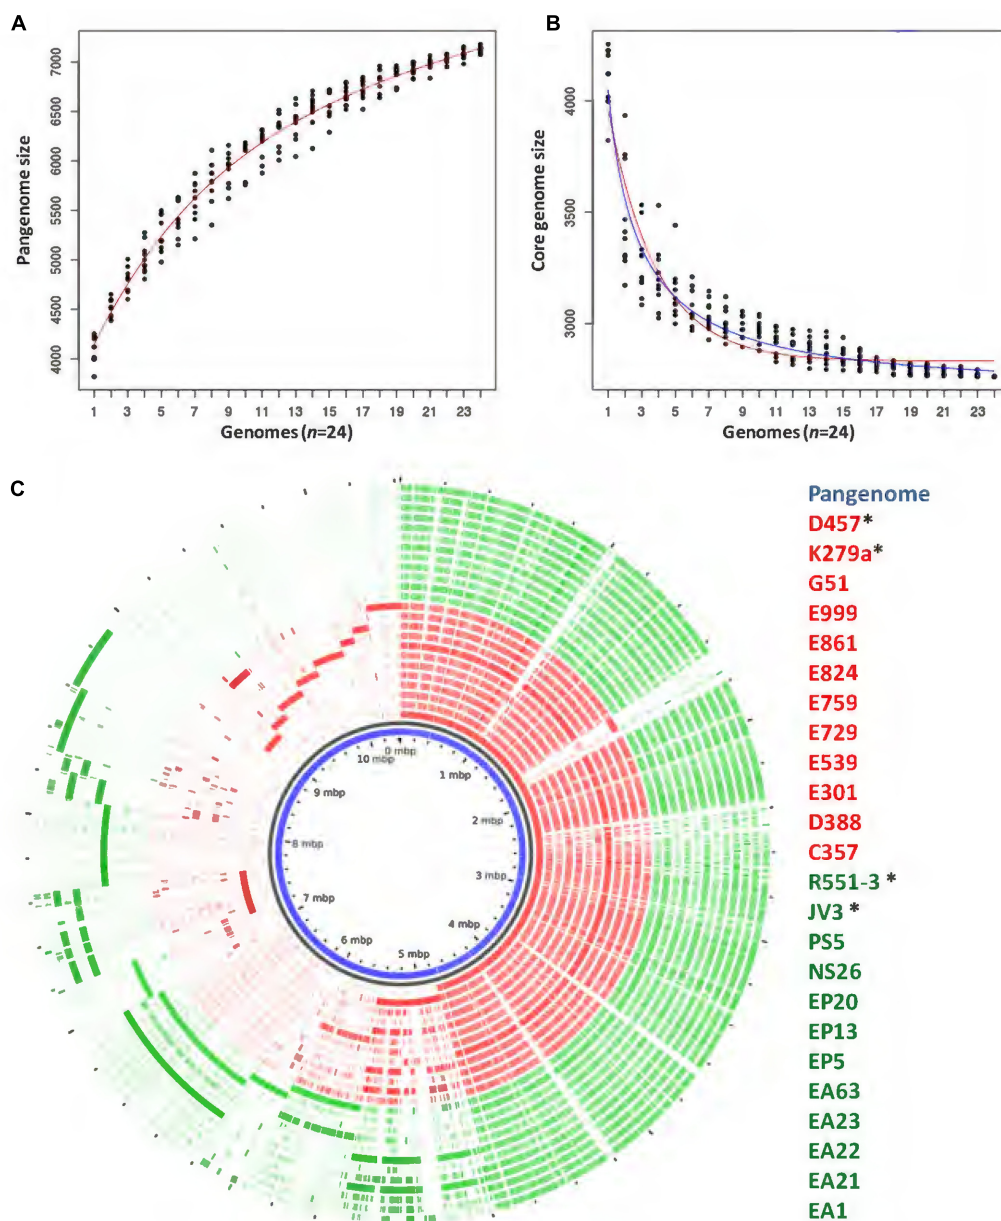 A
B
Pangenome size
7000
6500
6000
5500
5000
4500
4000
1 3 5 7 9 11 13 15 17 19 21 23
Genomes (n=24)
Core genome size
4000
3500
3000
1 3 5 7 9 11 13 15 17 19 21 23
Genomes (n=24)
C
0 mbp
1 mbp
2 mbp
3 mbp
4 mbp
5 mbp
6 mbp
7 mbp
8 mbp
9 mbp
10 mbp
Pangenome
D457*
K279a*
G51
E999
E861
E824
E759
E729
E539
E301
D388
C357
R551-3 *
JV3 *
PS5
NS26
EP20
EP13
EP5
EA63
EA23
EA22
EA21
EA1